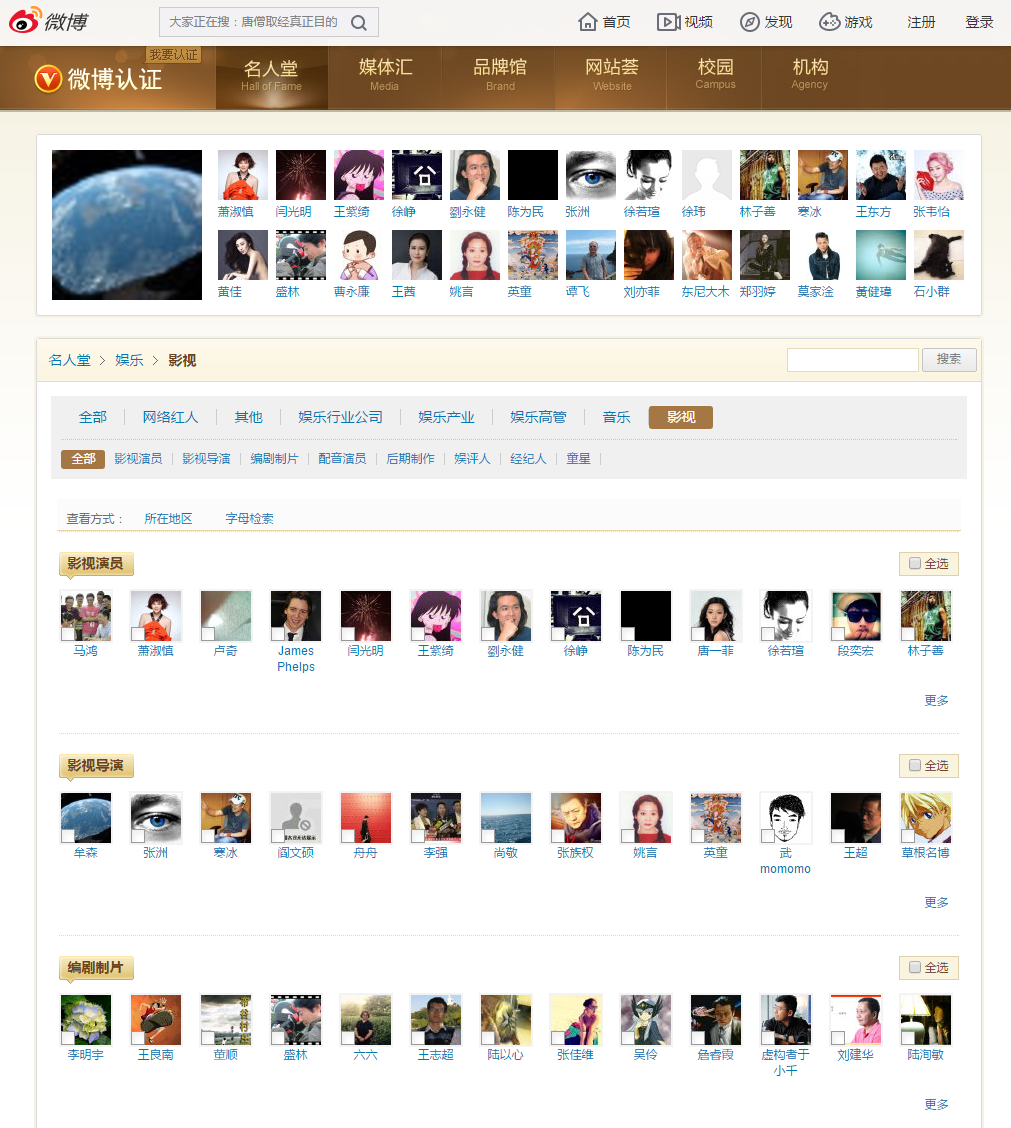 微博
大家正在搜：唐僧取经真正目的
首页 视频 发现 游戏 注册 登录
微博认证
我要认证
名人堂 媒体汇 品牌馆 网站荟 校园 机构
Hall of Fame Media Brand Website Campus Agency
萧淑慎 闫光明 王紫绮 徐峥 劉永健 陈为民 张洲 徐若瑄 徐玮 林子善 寒冰 王东方 张韦怡
黄佳 盛林 曹永廉 王茜 姚言 英童 谭飞 刘亦菲 东尼大木 郑羽婷 莫家淦 黃健瑋 石小群
名人堂 > 娱乐 > 影视
搜索
全部 网络红人 其他 娱乐行业公司 娱乐产业 娱乐高管 音乐 影视
全部 影视演员 影视导演 编剧制片 配音演员 后期制作 娱评人 经纪人 童星
查看方式： 所在地区 字母检索
影视演员 全选
马鸿 萧淑慎 卢奇 James Phelps 闫光明 王紫绮 劉永健 徐峥 陈为民 唐一菲 徐若瑄 段奕宏 林子善
更多
影视导演 全选
牟森 张洲 寒冰 阎文硕 舟舟 李强 尚敬 张族权 姚言 英童 武momomo 王超 草根名博
更多
编剧制片 全选
李明宇 王良南 董顺 盛林 六六 王志超 陆以心 张佳维 吴伶 詹睿霞 虚构者于小千 刘建华 陆洵敏
更多